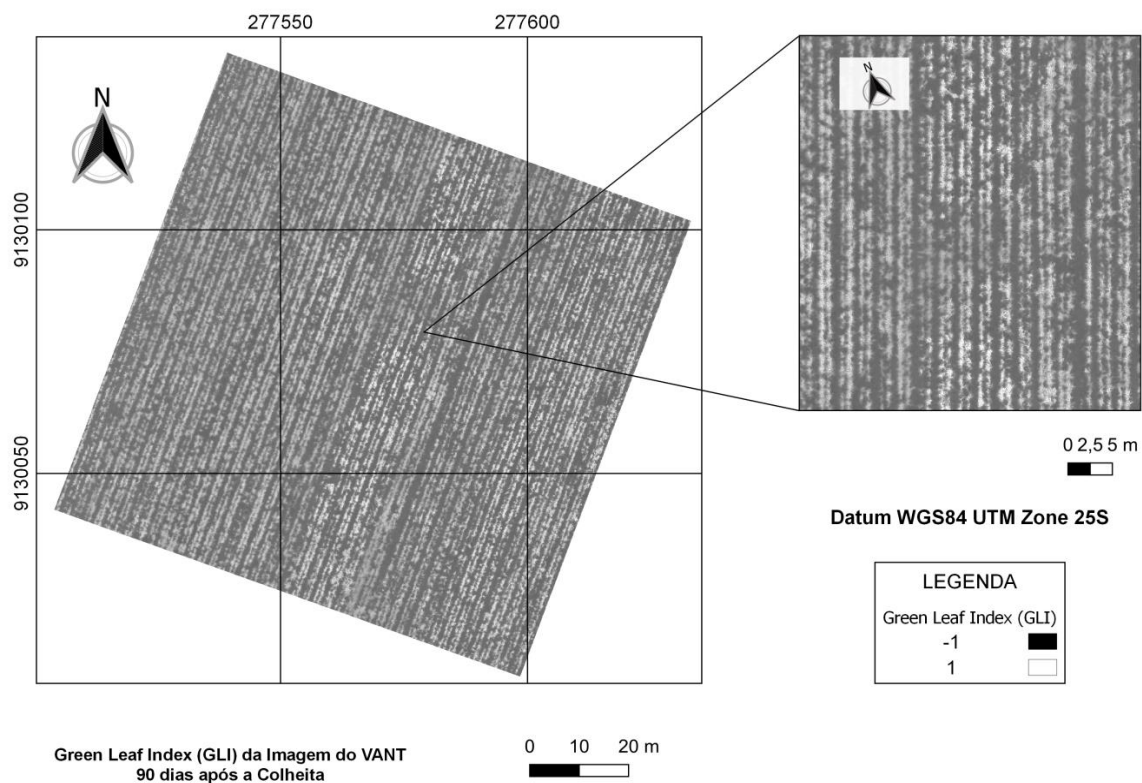 277550
277600
N
N
9130100
9130050
0 2,5 5 m
Datum WGS84 UTM Zone 25S
LEGENDA
Green Leaf Index (GLI)
-1
1
Green Leaf Index (GLI) da Imagem do VANT
90 dias após a Colheita
0 10 20 m